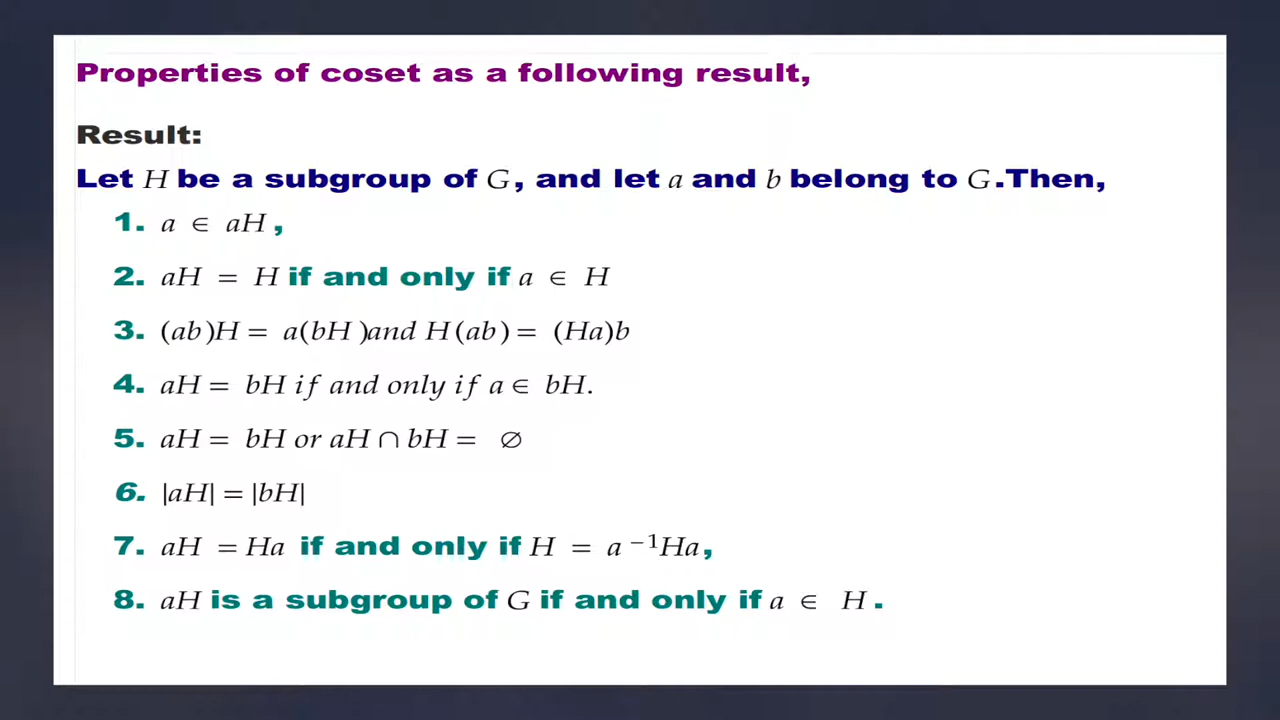 Properties of coset as a following result,
Result:
Let H be a subgroup of G, and let a and b belong to G.Then,
1. a ∈ aH ,
2. aH = H if and only if a ∈ H
3. (ab)H = a(bH )and H(ab) = (Ha)b
4. aH = bH if and only if a ∈ bH.
5. aH = bH or aH ∩ bH = ∅
6. |aH| = |bH|
7. aH = Ha if and only if H = a⁻¹Ha,
8. aH is a subgroup of G if and only if a ∈ H .